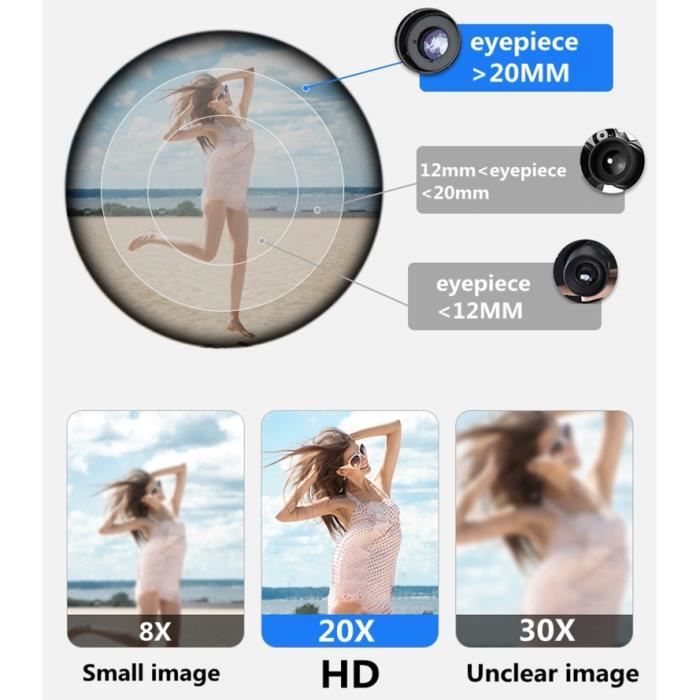 eyepiece
>20MM
12mm<eyepiece
<20mm
eyepiece
<12MM
8X
20X
30X
Small image
HD
Unclear image